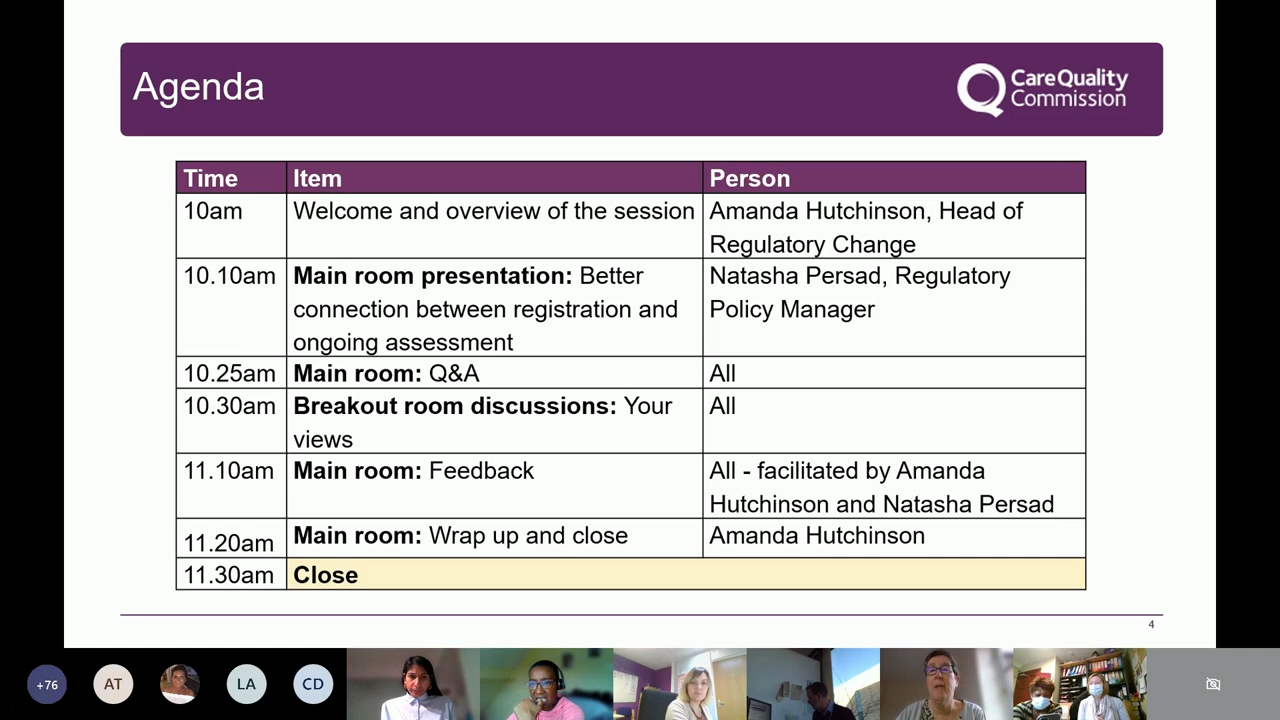 Agenda
CareQuality
Commission
Time Item Person
10am Welcome and overview of the session Amanda Hutchinson, Head of
Regulatory Change
10.10am Main room presentation: Better Natasha Persad, Regulatory
connection between registration and Policy Manager
ongoing assessment
10.25am Main room: Q&A All
10.30am Breakout room discussions: Your All
views
11.10am Main room: Feedback All - facilitated by Amanda
Hutchinson and Natasha Persad
11.20am Main room: Wrap up and close Amanda Hutchinson
11.30am Close
4
+76 AT LA CD